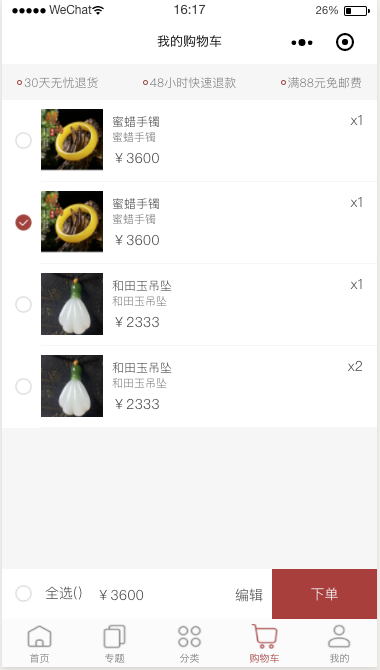 WeChat 16:17 26%
我的购物车
30天无忧退货 48小时快速退款 满88元免邮费
蜜蜡手镯 x1
蜜蜡手镯
￥3600
蜜蜡手镯 x1
蜜蜡手镯
￥3600
和田玉吊坠 x1
和田玉吊坠
￥2333
和田玉吊坠 x2
和田玉吊坠
￥2333
全选() ￥3600 编辑 下单
首页 专题 分类 购物车 我的